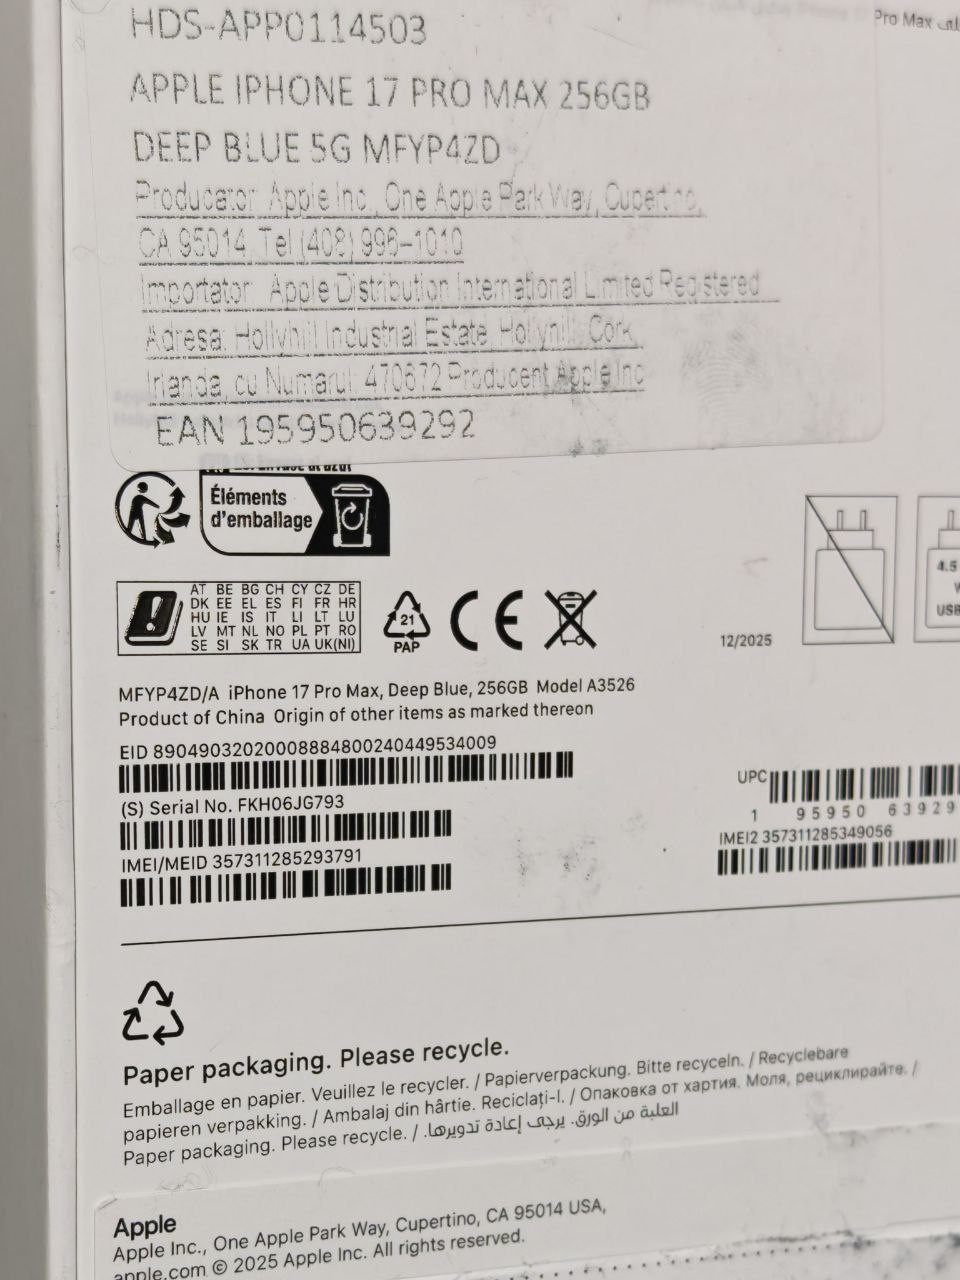 Pro Max
HDS-APP0114503
APPLE IPHONE 17 PRO MAX 256GB
DEEP BLUE 5G MFYP4ZD
Producator: Apple Inc., One Apple Park Way, Cupertino,
CA 95014, Tel (408) 996-1010
Importator: Apple Distribution International Limited Registered
Adresa: Hollyhill Industrial Estate, Hollyhill, Cork,
Irlanda, cu Numarul: 470672 Producent Apple Inc
EAN 195950639292
Éléments
d'emballage
AT BE BG CH CY CZ DE
DK EE EL ES FI FR HR
HU IE IS IT LI LT LU
LV MT NL NO PL PT RO
SE SI SK TR UA UK(NI)
21
PAP
CE
12/2025
4.5
W
USB
MFYP4ZD/A iPhone 17 Pro Max, Deep Blue, 256GB Model A3526
Product of China Origin of other items as marked thereon
EID 89049032020008884800240449534009
(S) Serial No. FKH06JG793
IMEI/MEID 357311285293791
UPC
1 95950 63929
IMEI2 357311285349056
Paper packaging. Please recycle.
Emballage en papier. Veuillez le recycler. / Papierverpackung. Bitte recyceln. / Recyclebare
papieren verpakking. / Ambalaj din hârtie. Reciclați-l. / Опаковка от хартия. Моля, рециклирайте. /
Paper packaging. Please recycle. / العلبة من الورق. يرجى إعادة تدويرها.
Apple
Apple Inc., One Apple Park Way, Cupertino, CA 95014 USA,
apple.com © 2025 Apple Inc. All rights reserved.